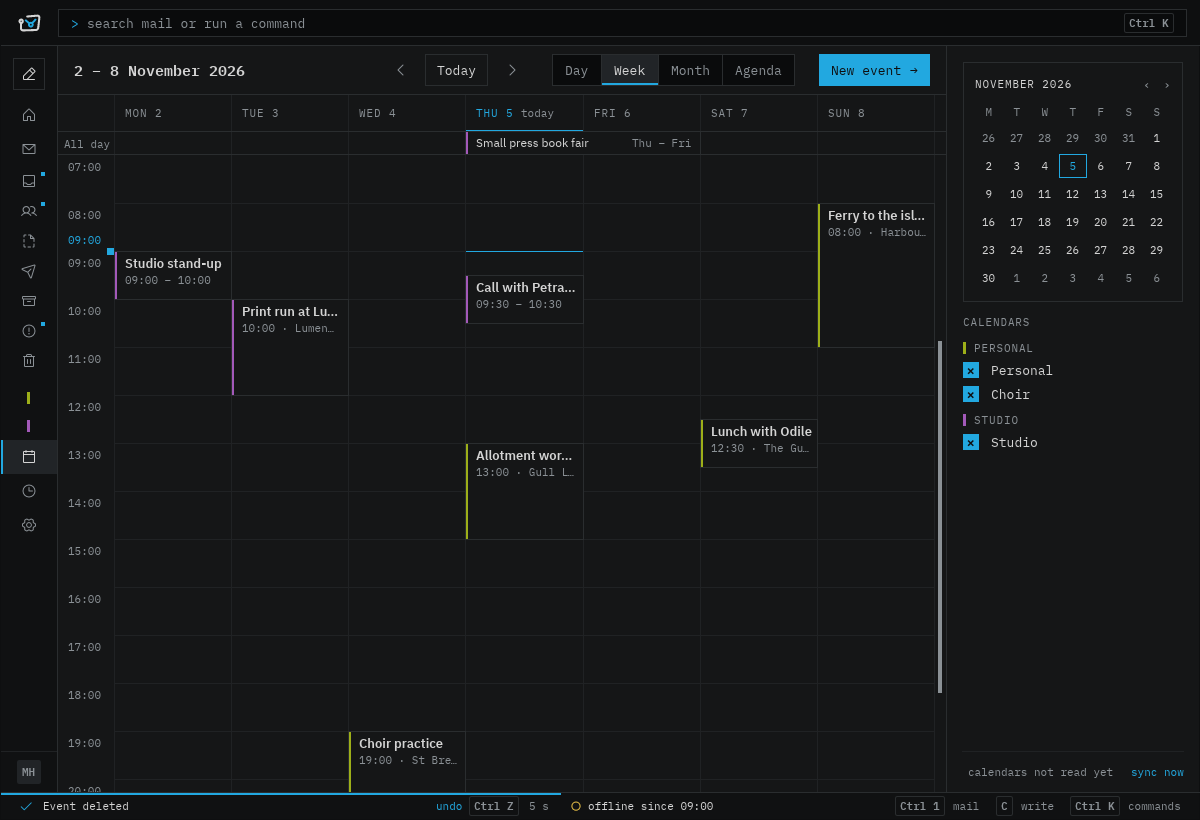 > search mail or run a command Ctrl K
2 – 8 November 2026
Today
Day Week Month Agenda
New event →
MON 2 TUE 3 WED 4 THU 5 today FRI 6 SAT 7 SUN 8
All day
Small press book fair Thu – Fri
07:00
08:00
09:00
09:00
10:00
11:00
12:00
13:00
14:00
15:00
16:00
17:00
18:00
19:00
20:00
Studio stand-up
09:00 – 10:00
Print run at Lu…
10:00 · Lumen…
Choir practice
19:00 · St Bre…
Call with Petra…
09:30 – 10:30
Allotment wor…
13:00 · Gull L…
Lunch with Odile
12:30 · The Gu…
Ferry to the isl…
08:00 · Harbou…
NOVEMBER 2026 ‹ ›
M T W T F S S
26 27 28 29 30 31 1
2 3 4 5 6 7 8
9 10 11 12 13 14 15
16 17 18 19 20 21 22
23 24 25 26 27 28 29
30 1 2 3 4 5 6
CALENDARS
PERSONAL
Personal
Choir
STUDIO
Studio
calendars not read yet sync now
MH
Event deleted
undo Ctrl Z 5 s
offline since 09:00
Ctrl 1 mail C write Ctrl K commands